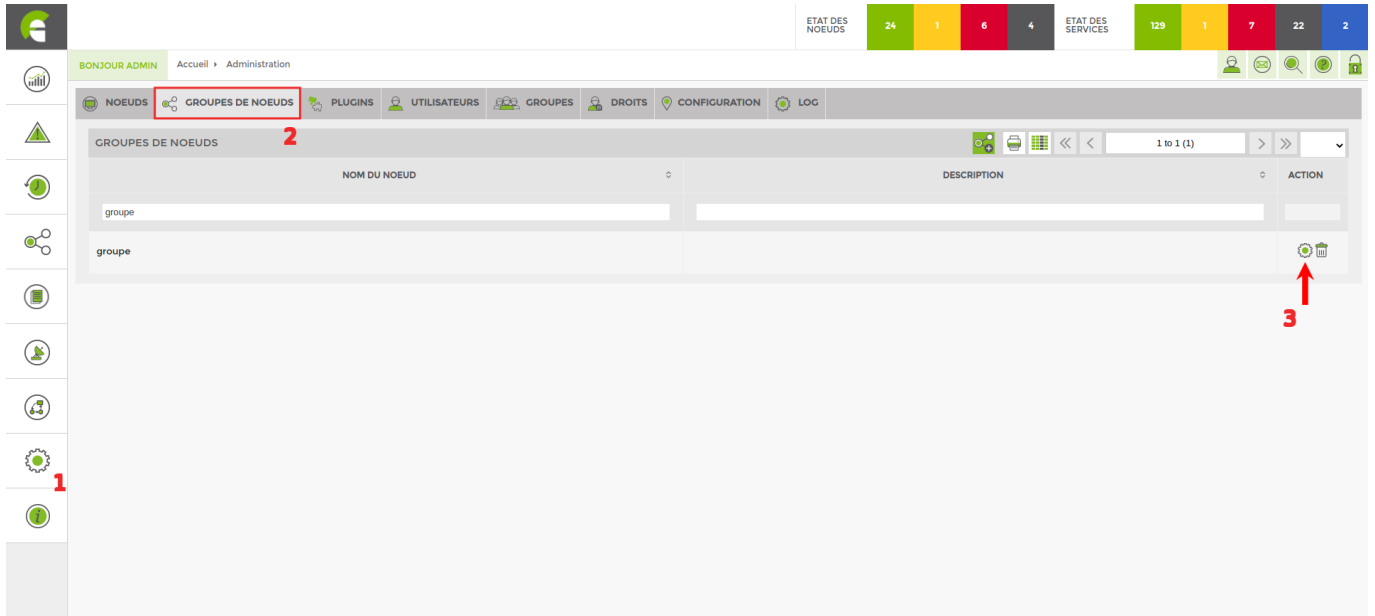 ETAT DES NOEUDS 24 1 6 4 ETAT DES SERVICES 129 1 7 22 2
BONJOUR ADMIN Accueil Administration
NOEUDS GROUPES DE NOEUDS PLUGINS UTILISATEURS GROUPES DROITS CONFIGURATION LOG
2
GROUPES DE NOEUDS 1 to 1 (1)
NOM DU NOEUD DESCRIPTION ACTION
groupe
groupe
3
1